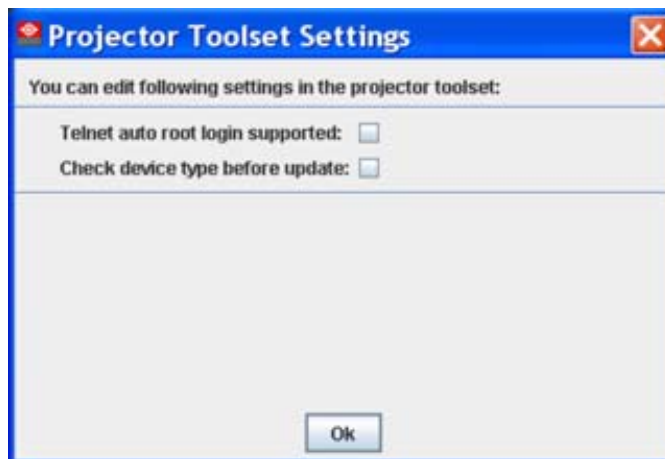 Projector Toolset Settings
You can edit following settings in the projector toolset:
Telnet auto root login supported:
Check device type before update:
Ok